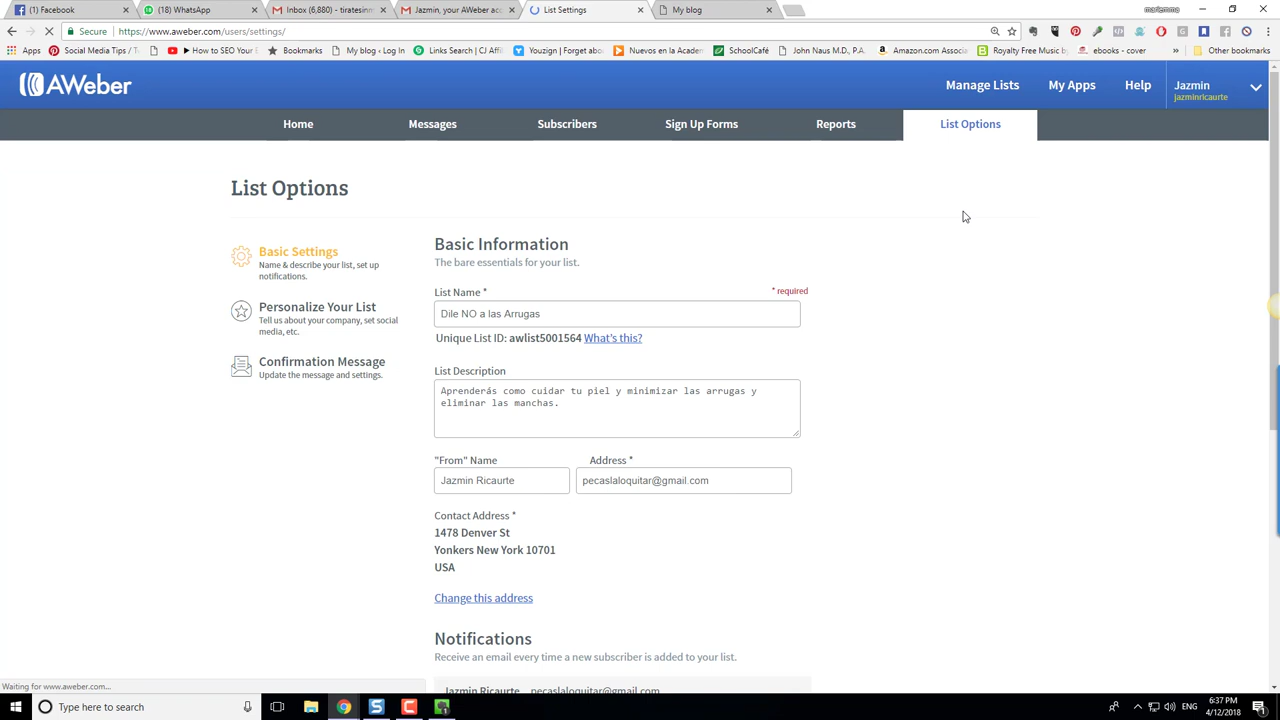 (1) Facebook
(18) WhatsApp
Inbox (6,880) - tiratesinm
Jazmin, your AWeber acc
List Settings
My blog
mariemma
Secure
https://www.aweber.com/users/settings/
Apps
Social Media Tips / T
► How to SEO Your
Bookmarks
My blog ‹ Log In
Links Search | CJ Affil
Youzign | Forget abo
Nuevos en la Acade
SchoolCafé
John Naus M.D., P.A.
Amazon.com Associa
Royalty Free Music b
ebooks - cover
»
Other bookmarks
AWeber
Manage Lists
My Apps
Help
Jazmin
jazminricaurte
Home
Messages
Subscribers
Sign Up Forms
Reports
List Options
List Options
Basic Settings
Name & describe your list, set up
notifications.
Personalize Your List
Tell us about your company, set social
media, etc.
Confirmation Message
Update the message and settings.
Basic Information
The bare essentials for your list.
List Name *
* required
Dile NO a las Arrugas
Unique List ID: awlist5001564 What's this?
List Description
Aprenderás como cuidar tu piel y minimizar las arrugas y
eliminar las manchas.
"From" Name
Address *
Jazmin Ricaurte
pecaslaloquitar@gmail.com
Contact Address *
1478 Denver St
Yonkers New York 10701
USA
Change this address
Notifications
Receive an email every time a new subscriber is added to your list.
Jazmin Ricaurte
pecaslaloquitar@gmail.com
Waiting for www.aweber.com...
Type here to search
ENG
6:37 PM
4/12/2018